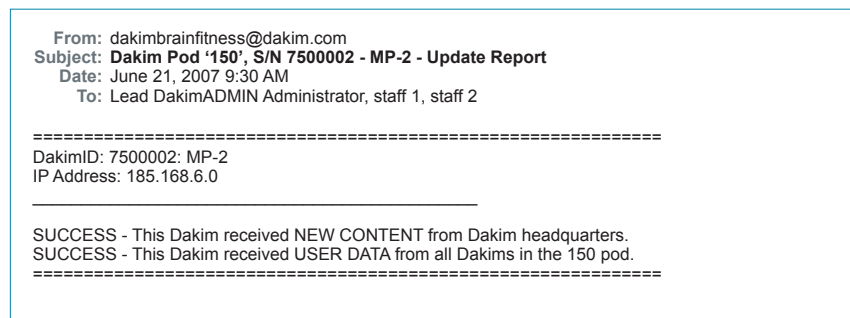 From: dakimbrainfitness@dakim.com
Subject: Dakim Pod ‘150’, S/N 7500002 - MP-2 - Update Report
Date: June 21, 2007 9:30 AM
To: Lead DakimADMIN Administrator, staff 1, staff 2
==============================================================
DakimID: 7500002: MP-2
IP Address: 185.168.6.0
________________________________________________
SUCCESS - This Dakim received NEW CONTENT from Dakim headquarters.
SUCCESS - This Dakim received USER DATA from all Dakims in the 150 pod.
==============================================================